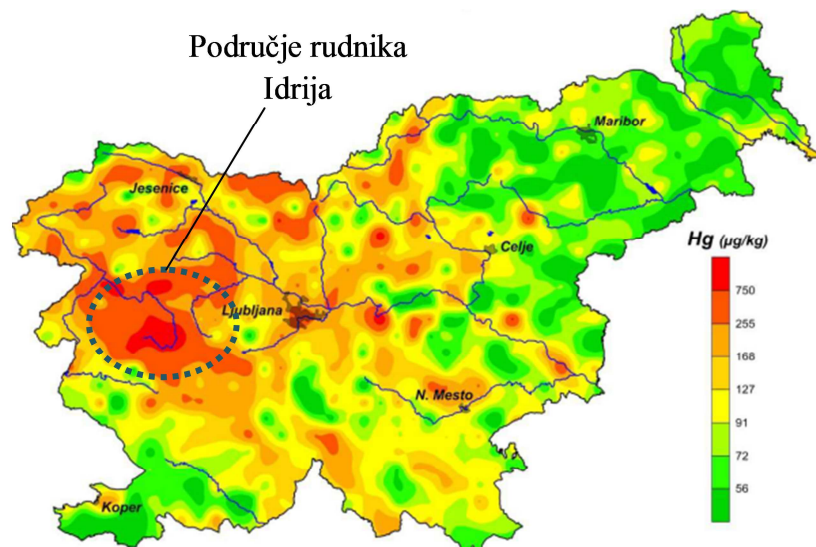 Područje rudnika
Idrija
Maribor
Jesenice
Celje
Ljubljana
N. Mesto
Koper
Hg (µg/kg)
750
255
168
127
91
72
56